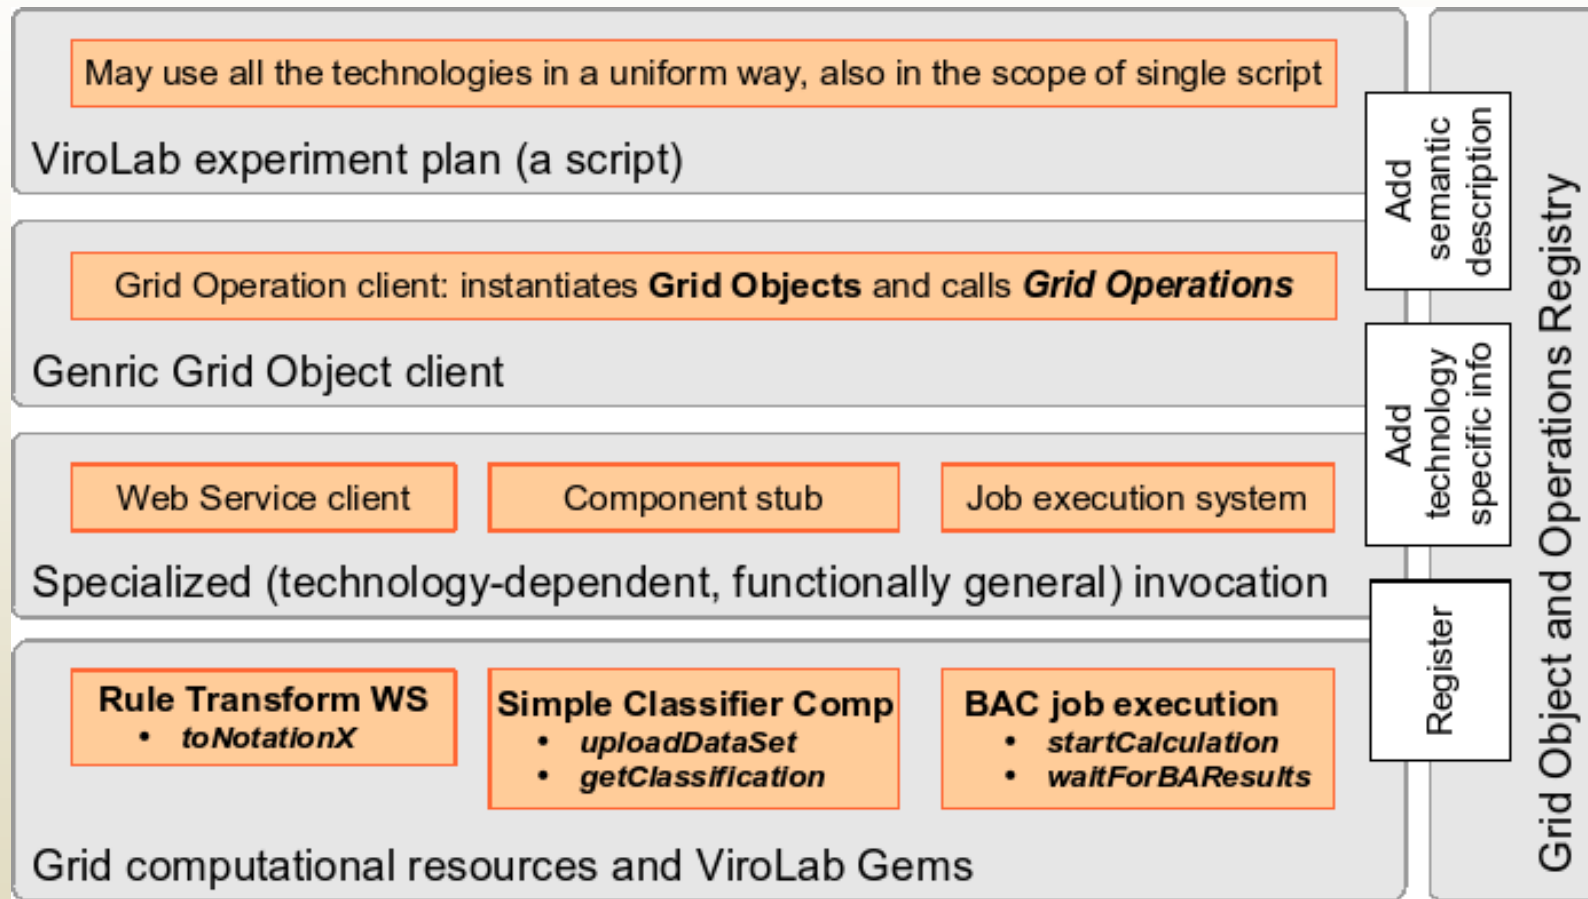 May use all the technologies in a uniform way, also in the scope of single script
ViroLab experiment plan (a script)
Grid Operation client: instantiates Grid Objects and calls Grid Operations
Genric Grid Object client
Web Service client
Component stub
Job execution system
Specialized (technology-dependent, functionally general) invocation
Rule Transform WS
• toNotationX
Simple Classifier Comp
• uploadDataSet
• getClassification
BAC job execution
• startCalculation
• waitForBAResults
Grid computational resources and ViroLab Gems
Add
semantic
description
Add
technology
specific info
Register
Grid Object and Operations Registry